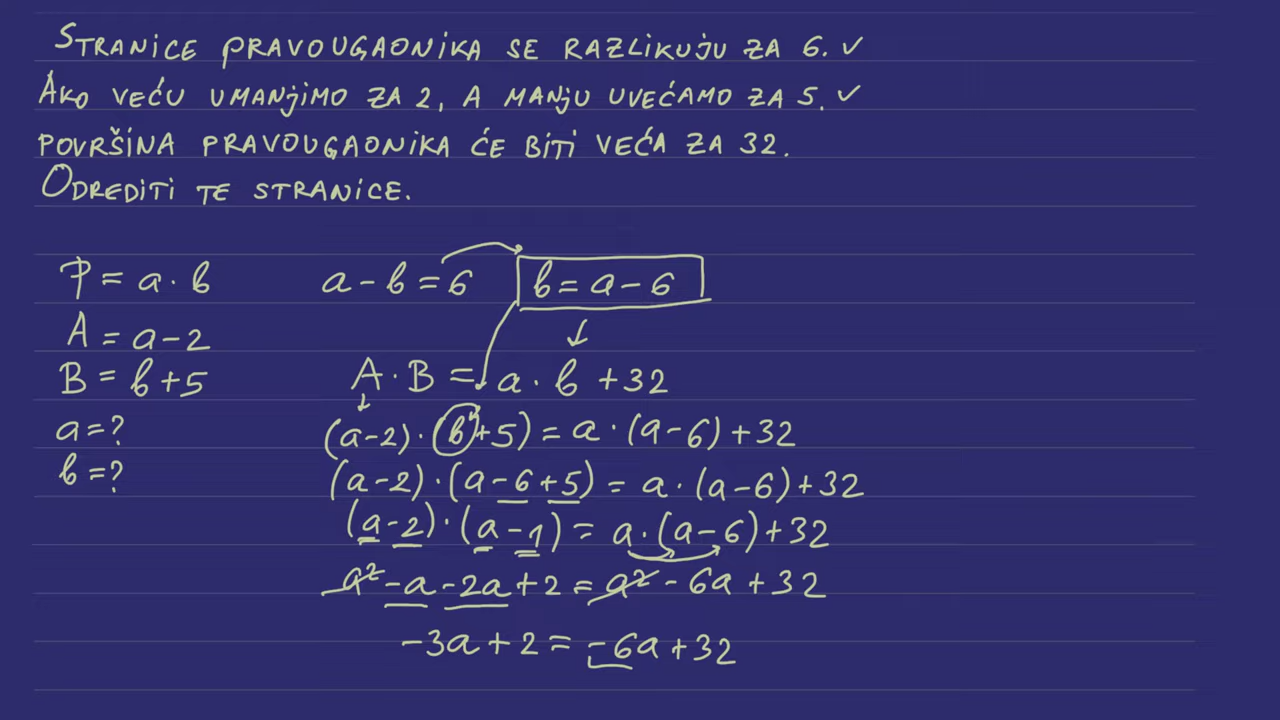 STRANICE PRAVOUGAONIKA SE RAZLIKUJU ZA 6. ✓
AKO VEĆU UMANJIMO ZA 2, A MANJU UVEĆAMO ZA 5. ✓
POVRŠINA PRAVOUGAONIKA ĆE BITI VEĆA ZA 32.
ODREDITI TE STRANICE.
P = a · b
a - b = 6
b = a - 6
A = a - 2
B = b + 5
a = ?
b = ?
A · B = a · b + 32
(a - 2) · (b + 5) = a · (a - 6) + 32
(a - 2) · (a - 6 + 5) = a · (a - 6) + 32
(a - 2) · (a - 1) = a · (a - 6) + 32
a² - a - 2a + 2 = a² - 6a + 32
-3a + 2 = -6a + 32